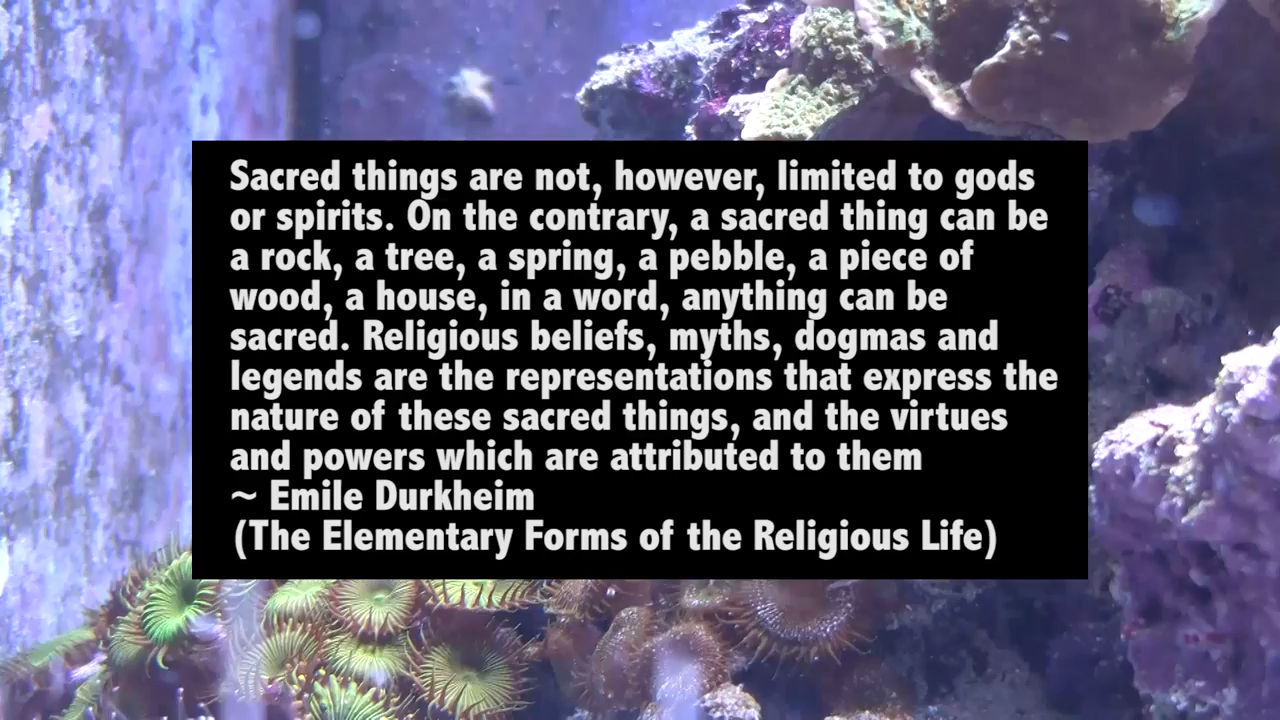 Sacred things are not, however, limited to gods
or spirits. On the contrary, a sacred thing can be
a rock, a tree, a spring, a pebble, a piece of
wood, a house, in a word, anything can be
sacred. Religious beliefs, myths, dogmas and
legends are the representations that express the
nature of these sacred things, and the virtues
and powers which are attributed to them
~ Emile Durkheim
(The Elementary Forms of the Religious Life)